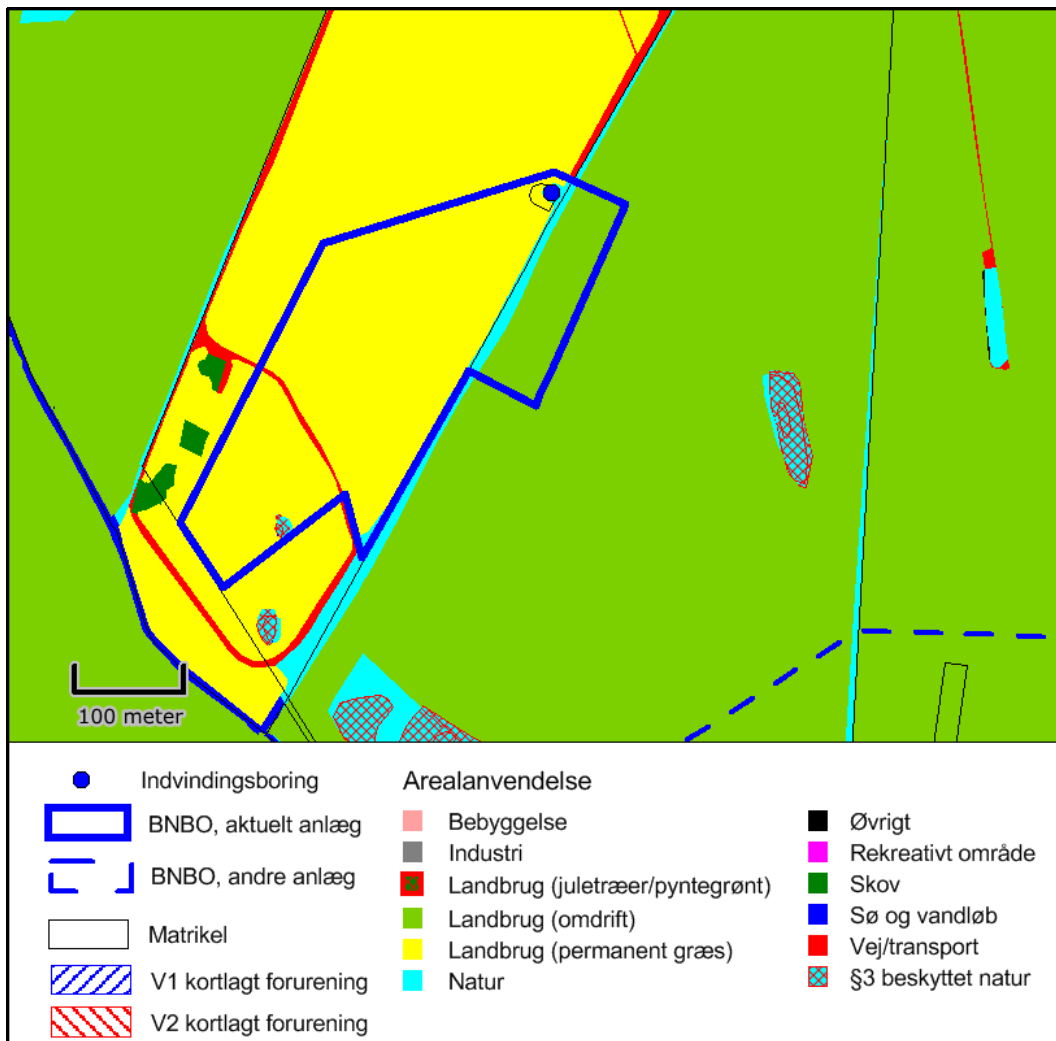 100 meter
Indvindingsboring
BNBO, aktuelt anlæg
BNBO, andre anlæg
Matrikel
V1 kortlagt forurening
V2 kortlagt forurening
Arealanvendelse
Bebyggelse
Industri
Landbrug (juletræer/pyntegrønt)
Landbrug (omdrift)
Landbrug (permanent græs)
Natur
Øvrigt
Rekreativt område
Skov
Sø og vandløb
Vej/transport
§3 beskyttet natur